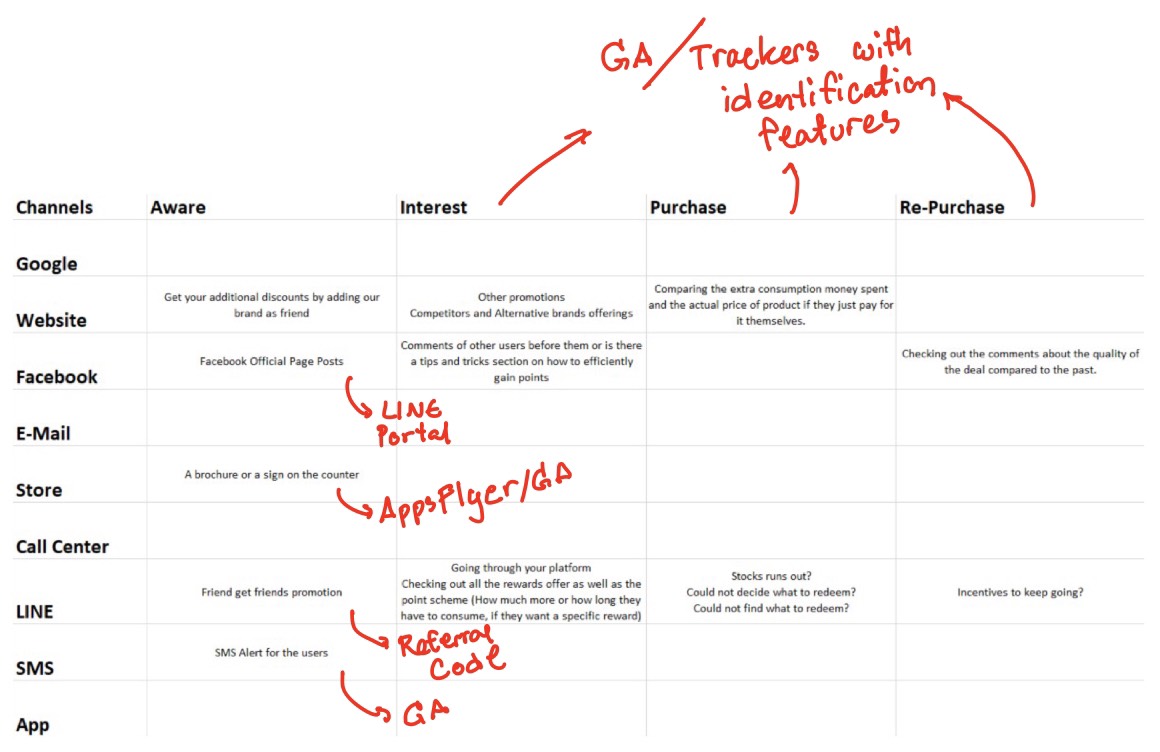 GA/Trackers with
identification
features
Channels Aware Interest Purchase Re-Purchase
Google
Website
Get your additional discounts by adding our
brand as friend
Other promotions
Competitors and Alternative brands offerings
Comparing the extra consumption money spent
and the actual price of product if they just pay for
it themselves.
Facebook
Facebook Official Page Posts
LINE
Portal
Comments of other users before them or is there
a tips and tricks section on how to efficiently
gain points
Checking out the comments about the quality of
the deal compared to the past.
E-Mail
Store
A brochure or a sign on the counter
AppsFlyer/GA
Call Center
LINE
Friend get friends promotion
Referral
Code
Going through your platform
Checking out all the rewards offer as well as the
point scheme (How much more or how long they
have to consume, if they want a specific reward)
Stocks runs out?
Could not decide what to redeem?
Could not find what to redeem?
Incentives to keep going?
SMS
SMS Alert for the users
GA
App